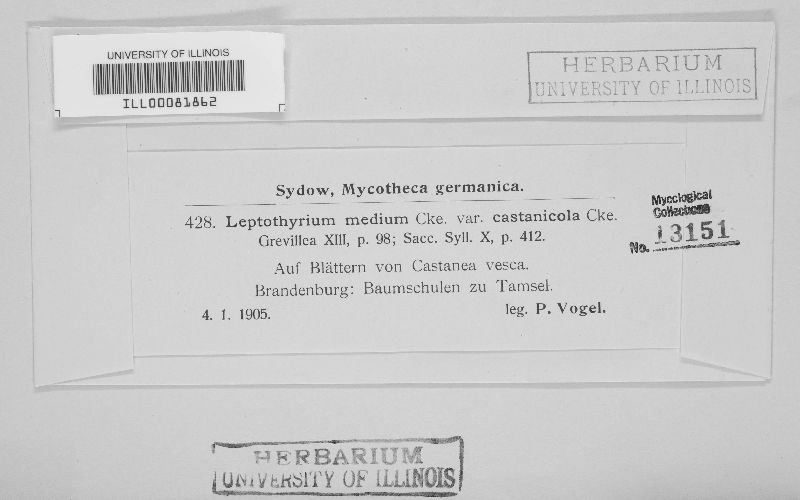 UNIVERSITY OF ILLINOIS
ILL00081862
HERBARIUM
UNIVERSITY OF ILLINOIS
Sydow, Mycotheca germanica.
428. Leptothyrium medium Cke. var. castanicola Cke.
Grevillea XIII, p. 98; Sacc. Syll. X, p. 412.
Auf Blättern von Castanea vesca.
Brandenburg: Baumschulen zu Tamsel.
4. 1. 1905. leg. P. Vogel.
Mycological
Collections
No. 13151
HERBARIUM
UNIVERSITY OF ILLINOIS